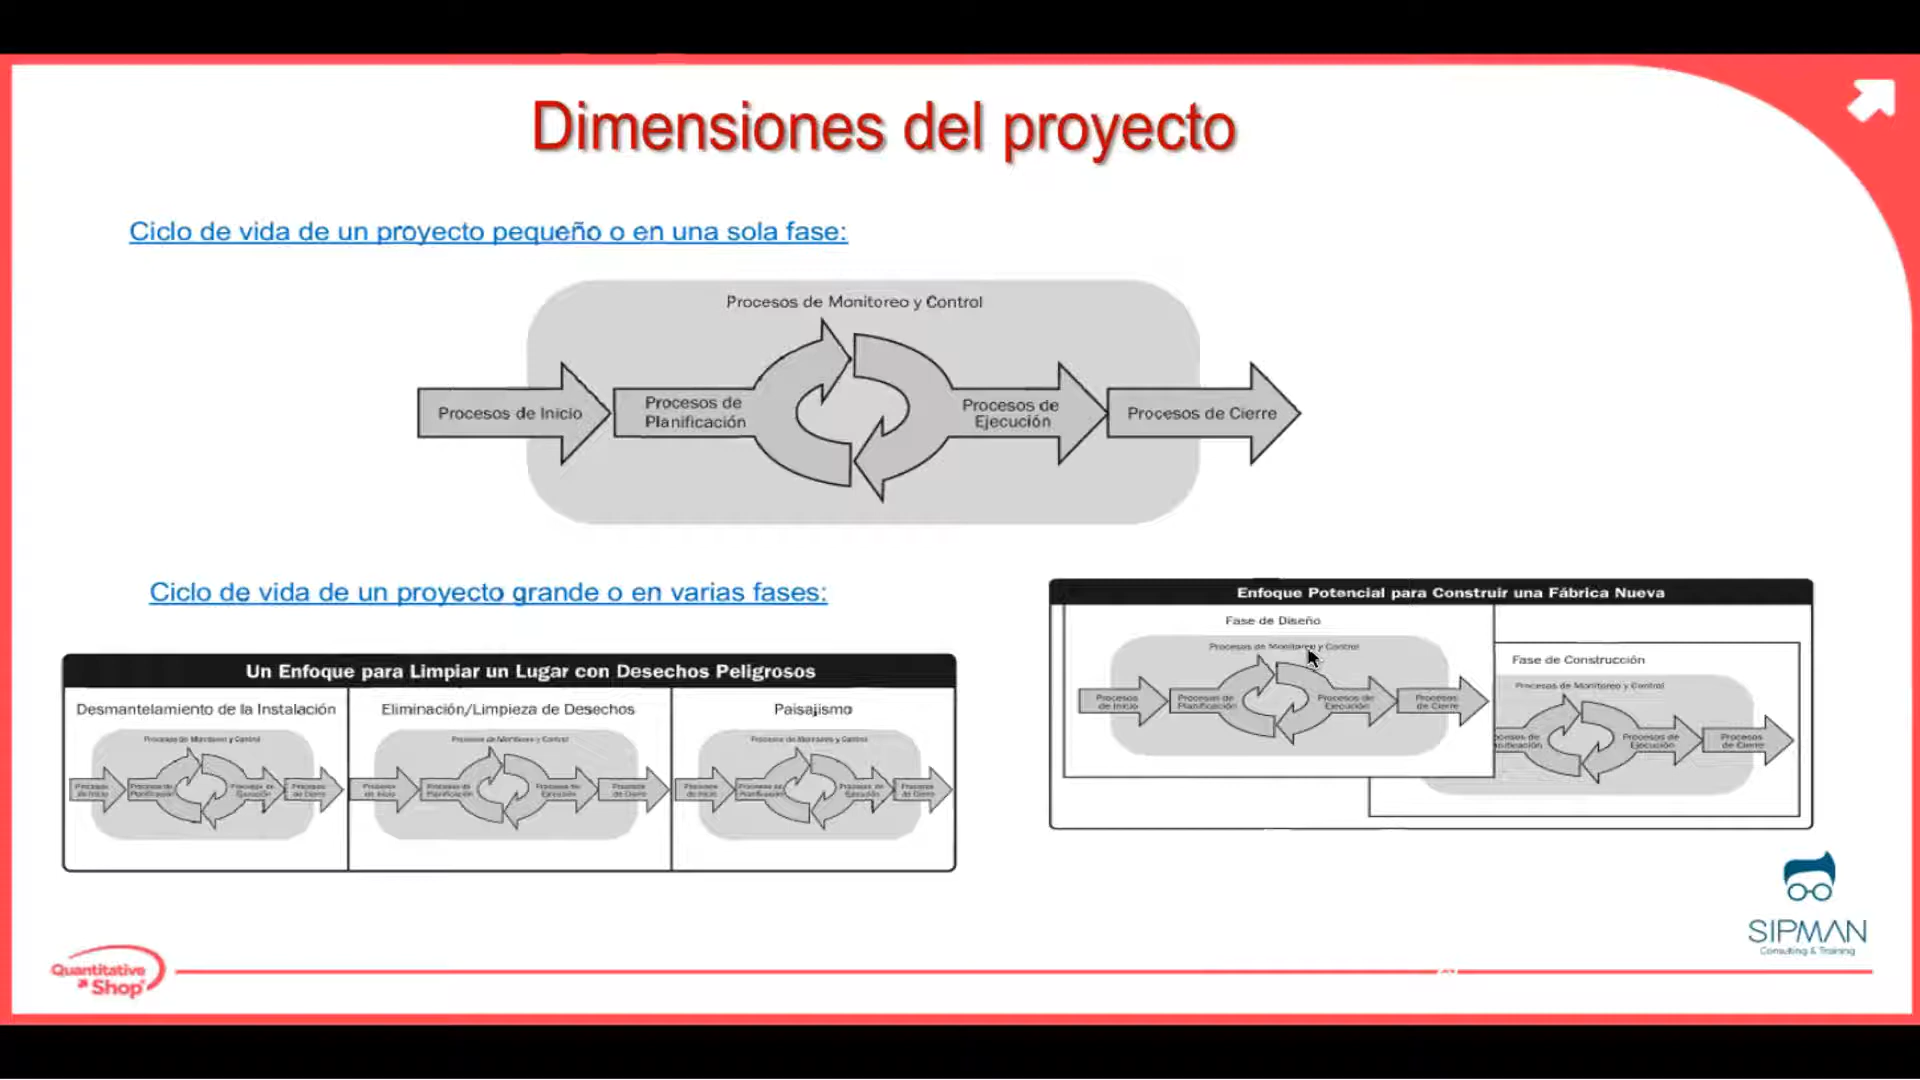 Dimensiones del proyecto
Ciclo de vida de un proyecto pequeño o en una sola fase:
Procesos de Monitoreo y Control
Procesos de Inicio
Procesos de
Planificación
Procesos de
Ejecución
Procesos de Cierre
Ciclo de vida de un proyecto grande o en varias fases:
Un Enfoque para Limpiar un Lugar con Desechos Peligrosos
Desmantelamiento de la Instalación
Procesos de Monitoreo y Control
Procesos
de Inicio
Procesos de
Planificación
Procesos de
Ejecución
Procesos
de Cierre
Eliminación/Limpieza de Desechos
Procesos de Monitoreo y Control
Procesos
de Inicio
Procesos de
Planificación
Procesos de
Ejecución
Procesos
de Cierre
Paisajismo
Procesos de Monitoreo y Control
Procesos
de Inicio
Procesos de
Planificación
Procesos de
Ejecución
Procesos
de Cierre
Enfoque Potencial para Construir una Fábrica Nueva
Fase de Diseño
Procesos de Monitoreo y Control
Procesos
de Inicio
Procesos de
Planificación
Procesos de
Ejecución
Procesos
de Cierre
Fase de Construcción
Procesos de Monitoreo y Control
Procesos de
Ejecución
Procesos
de Cierre
SIPMAN
Consulting & Training
Quantitative
Shop